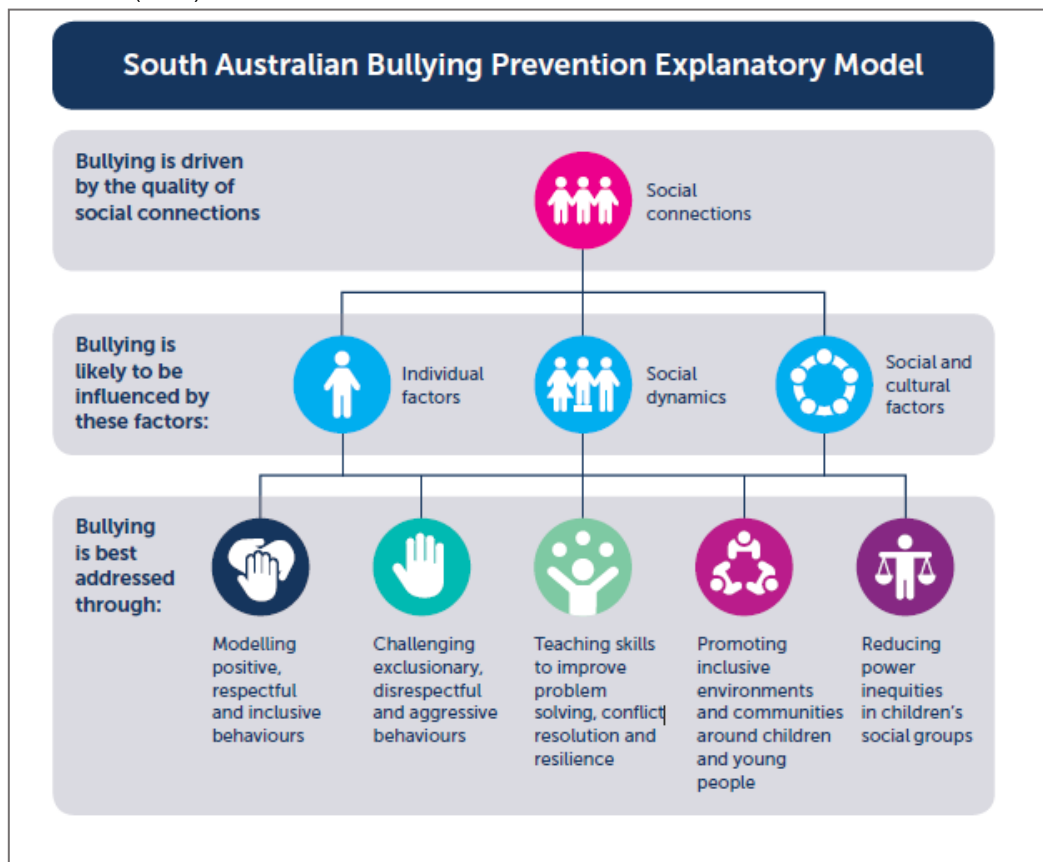 South Australian Bullying Prevention Explanatory Model
Bullying is driven
by the quality of
social connections
Social
connections
Bullying is
likely to be
influenced by
these factors:
Individual
factors
Social
dynamics
Social and
cultural
factors
Bullying
is best
addressed
through:
Modelling
positive,
respectful
and inclusive
behaviours
Challenging
exclusionary,
disrespectful
and aggressive
behaviours
Teaching skills
to improve
problem
solving, conflict
resolution and
resilience
Promoting
inclusive
environments
and communities
around children
and young
people
Reducing
power
inequities
in children's
social groups